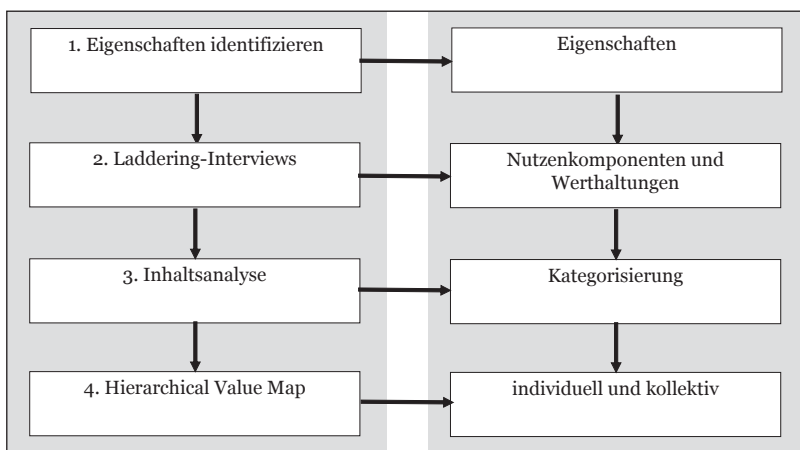 1. Eigenschaften identifizieren
Eigenschaften
2. Laddering-Interviews
Nutzenkomponenten und
Werthaltungen
3. Inhaltsanalyse
Kategorisierung
4. Hierarchical Value Map
individuell und kollektiv